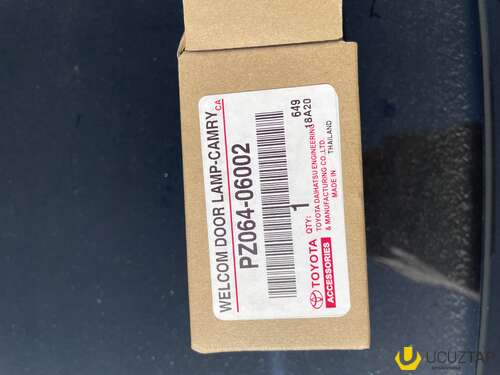 WELCOM DOOR LAMP-CAMRY
CA
PZ064-06002
649
18A20
QTY:
1
TOYOTA DAIHATSU ENGINEERING
& MANUFACTURING CO.,LTD.
MADE IN THAILAND
TOYOTA
ACCESSORIES
UCUZTAP